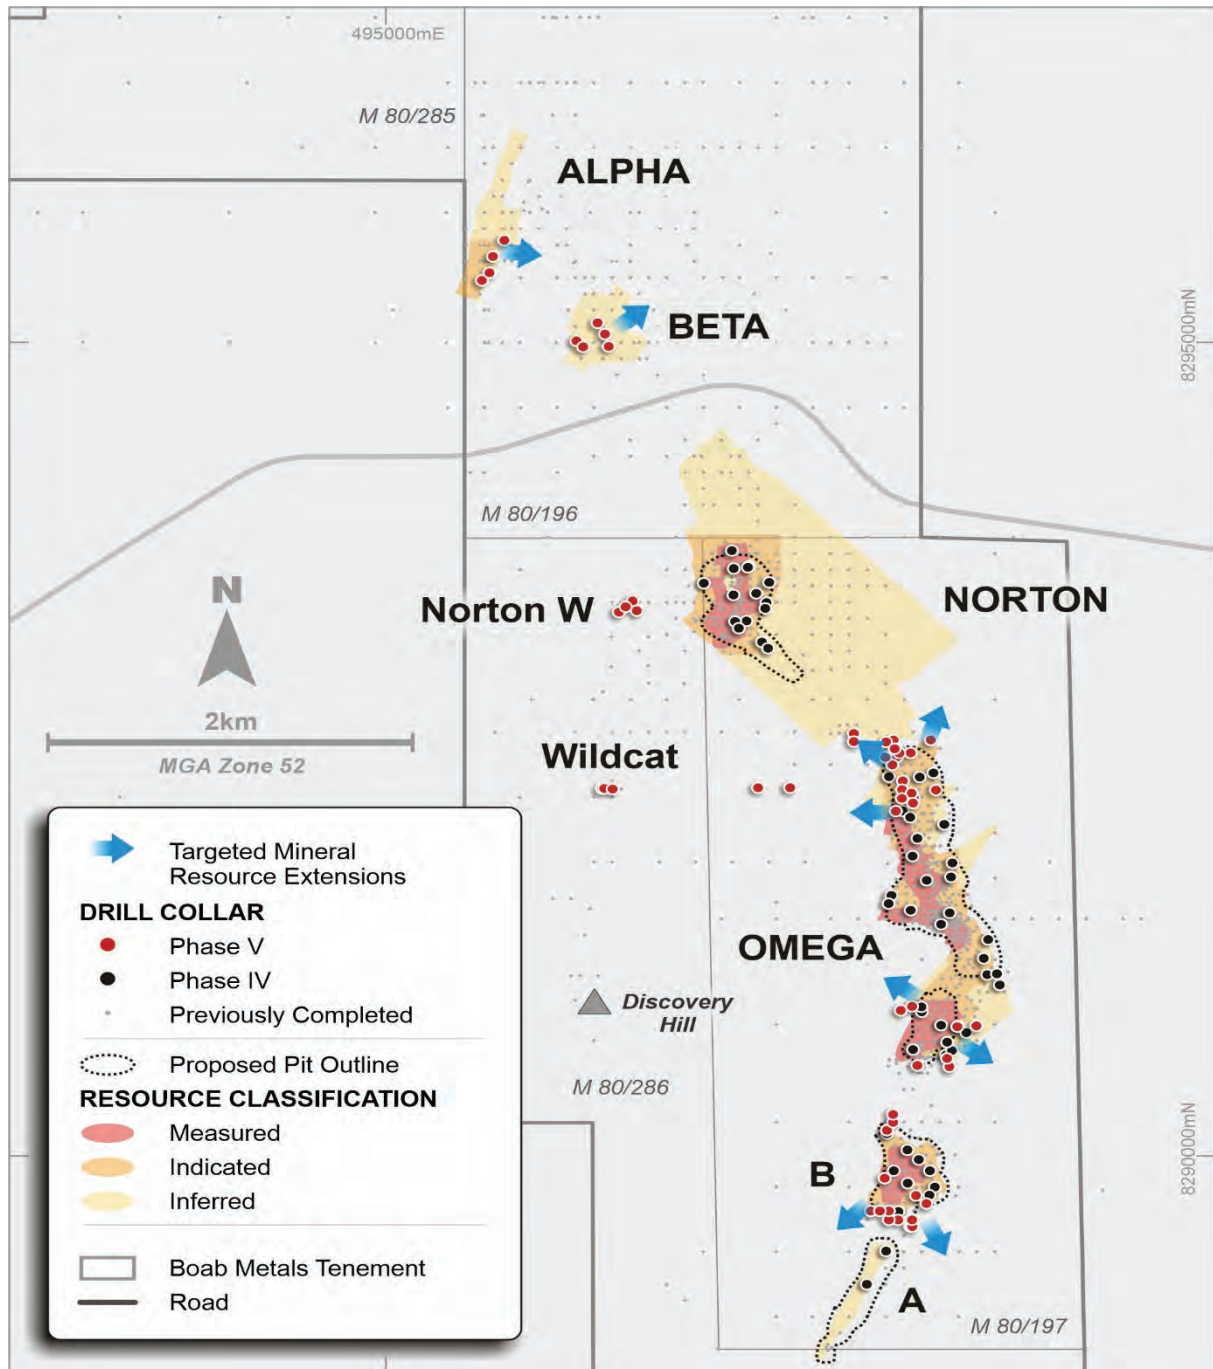 495000mE
M 80/285
ALPHA
BETA
8295000mN
M 80/196
N
Norton W
NORTON
2km
MGA Zone 52
Wildcat
Targeted Mineral
Resource Extensions
DRILL COLLAR
Phase V
Phase IV
Previously Completed
Proposed Pit Outline
RESOURCE CLASSIFICATION
Measured
Indicated
Inferred
Boab Metals Tenement
Road
OMEGA
Discovery
Hill
M 80/286
8290000mN
B
A
M 80/197